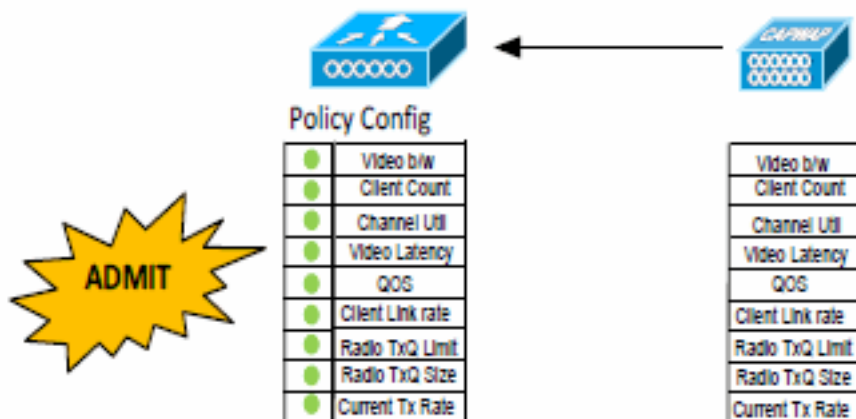 CAPWAP
Policy Config
Video b/w
Client Count
Channel Util
Video Latency
QOS
Client Link rate
Radio TxQ Limit
Radio TxQ Size
Current Tx Rate
ADMIT
Video b/w
Client Count
Channel Util
Video Latency
QOS
Client Link rate
Radio TxQ Limit
Radio TxQ Size
Current Tx Rate